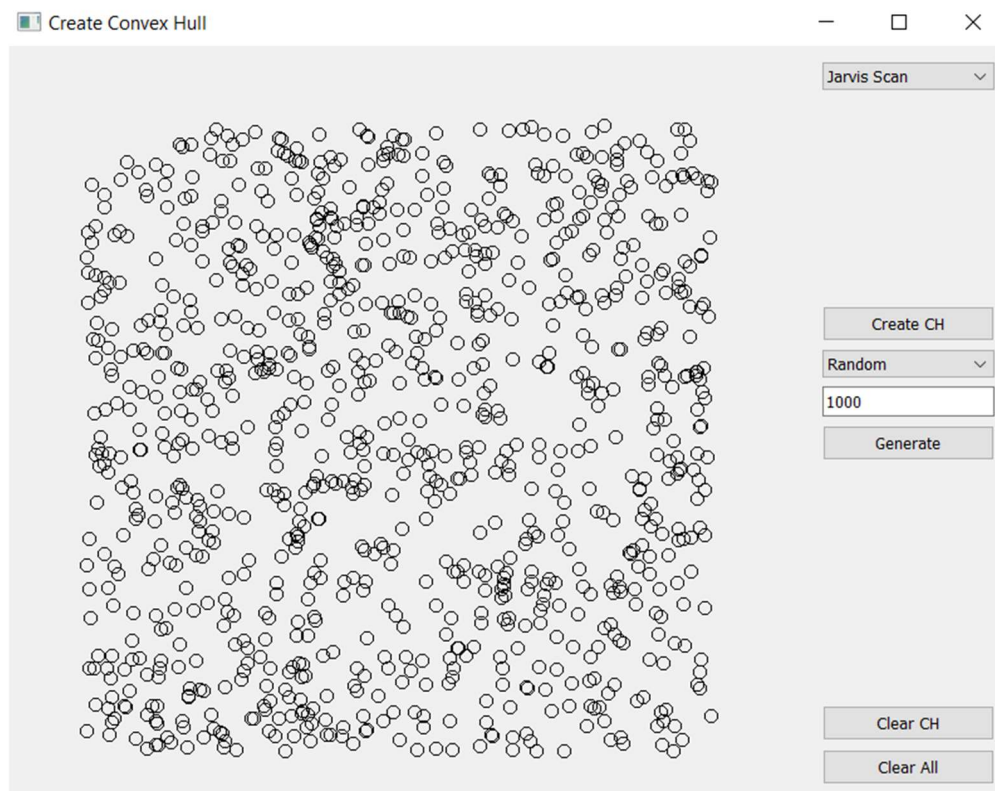 Create Convex Hull
Jarvis Scan
Create CH
Random
1000
Generate
Clear CH
Clear All